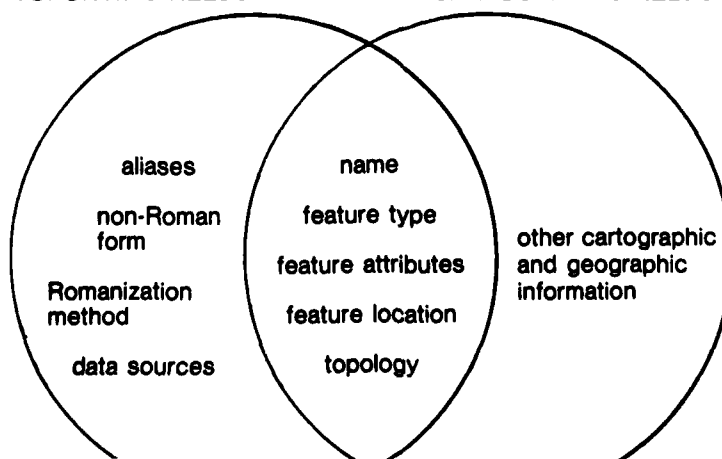 aliases
non-Roman
form
Romanization
method
data sources
name
feature type
feature attributes
feature location
topology
other cartographic
and geographic
information